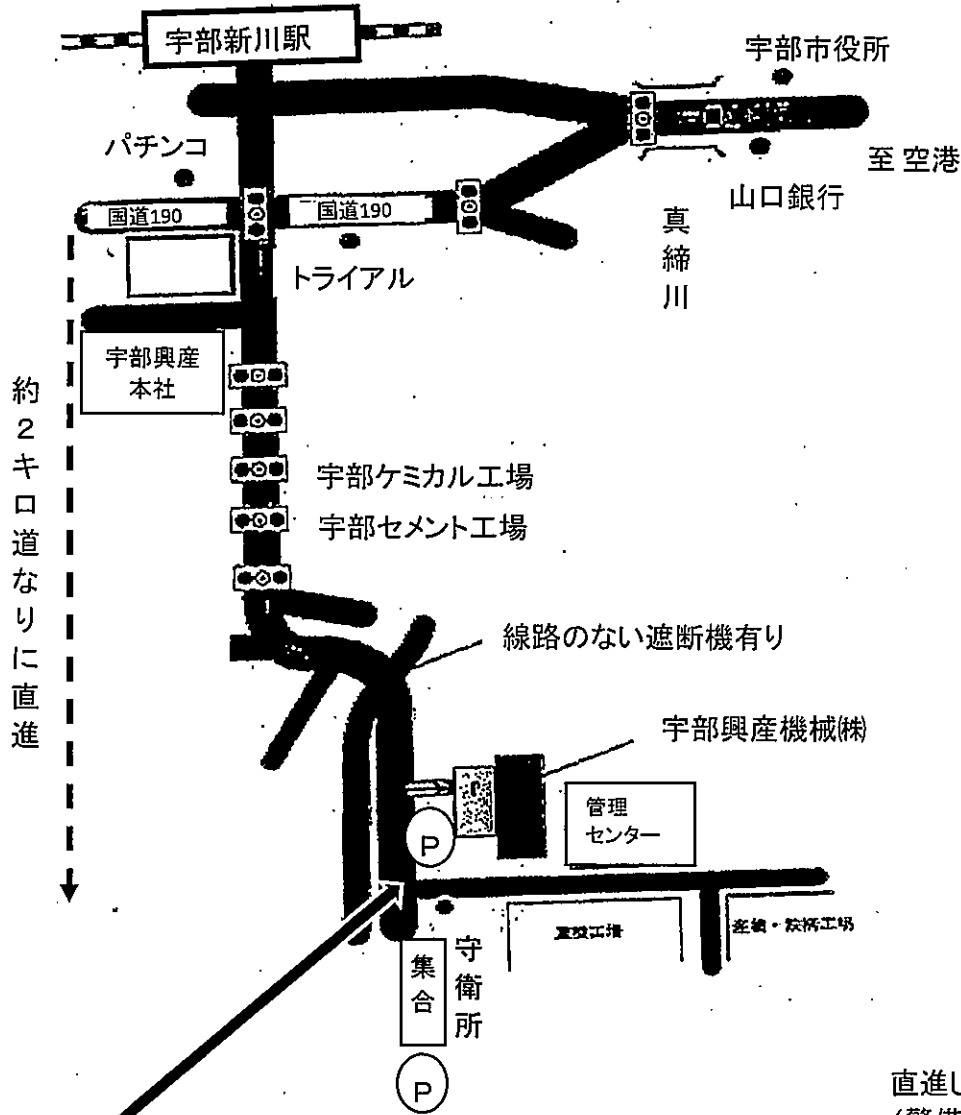 宇部新川駅
宇部市役所
パチンコ
至 空港
国道190
国道190
山口銀行
真締川
トライアル
宇部興産
本社
約2キロ道なりに直進
宇部ケミカル工場
宇部セメント工場
線路のない遮断機有り
宇部興産機械㈱
管理
センター
P
守衛所
集合
P
直進し